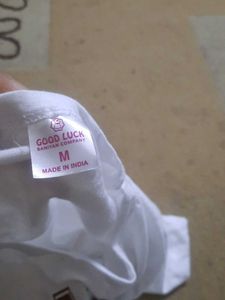 GOOD LUCK
BANIYAN COMPANY
M
MADE IN INDIA